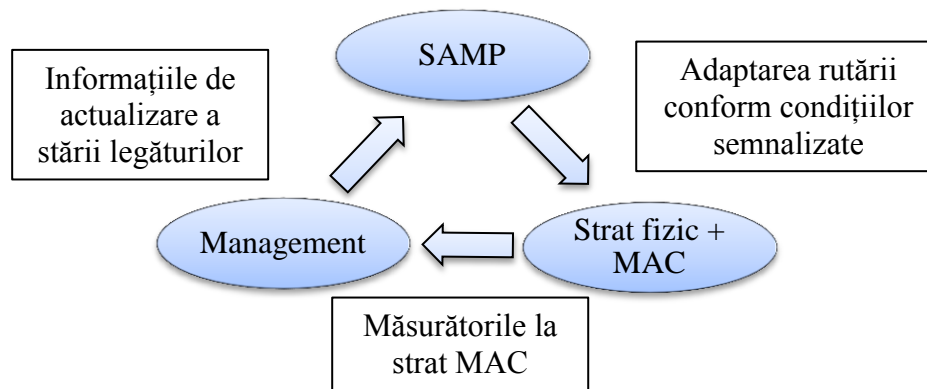 SAMP
Informațiile de
actualizare a
stării legăturilor
Adaptarea rutării
conform condițiilor
semnalizate
Management
Strat fizic +
MAC
Măsurătorile la
strat MAC